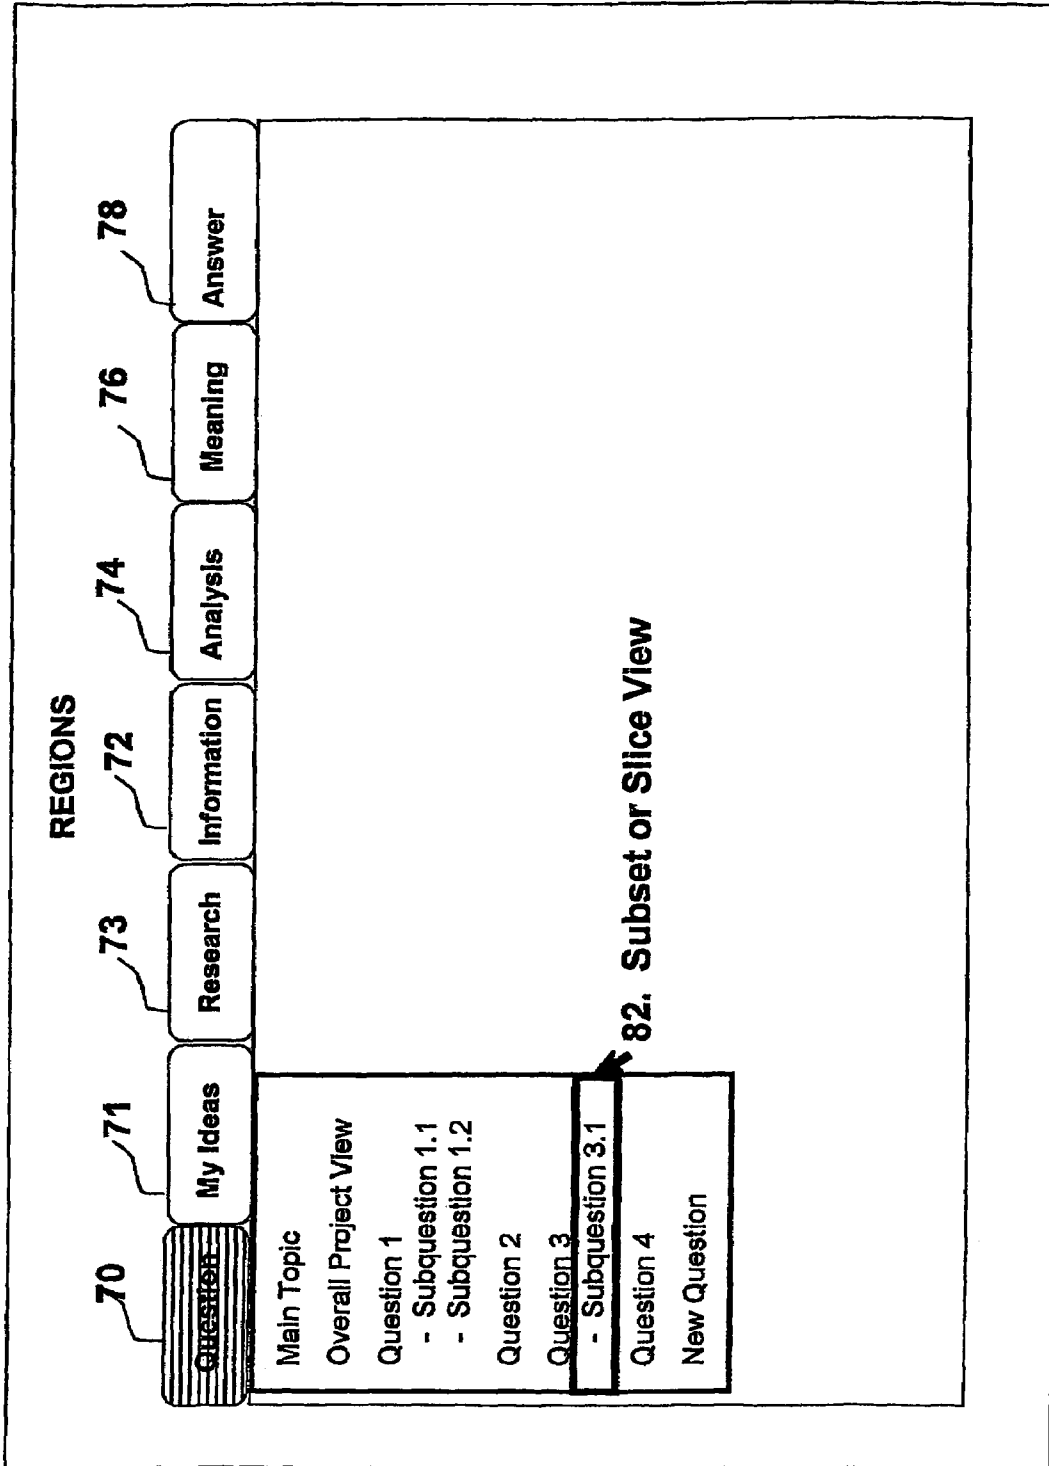 REGIONS
70 71 73 72 74 76 78
Question My Ideas Research Information Analysis Meaning Answer
Main Topic
Overall Project View
Question 1
- Subquestion 1.1
- Subquestion 1.2
Question 2
Question 3
- Subquestion 3.1
82. Subset or Slice View
Question 4
New Question